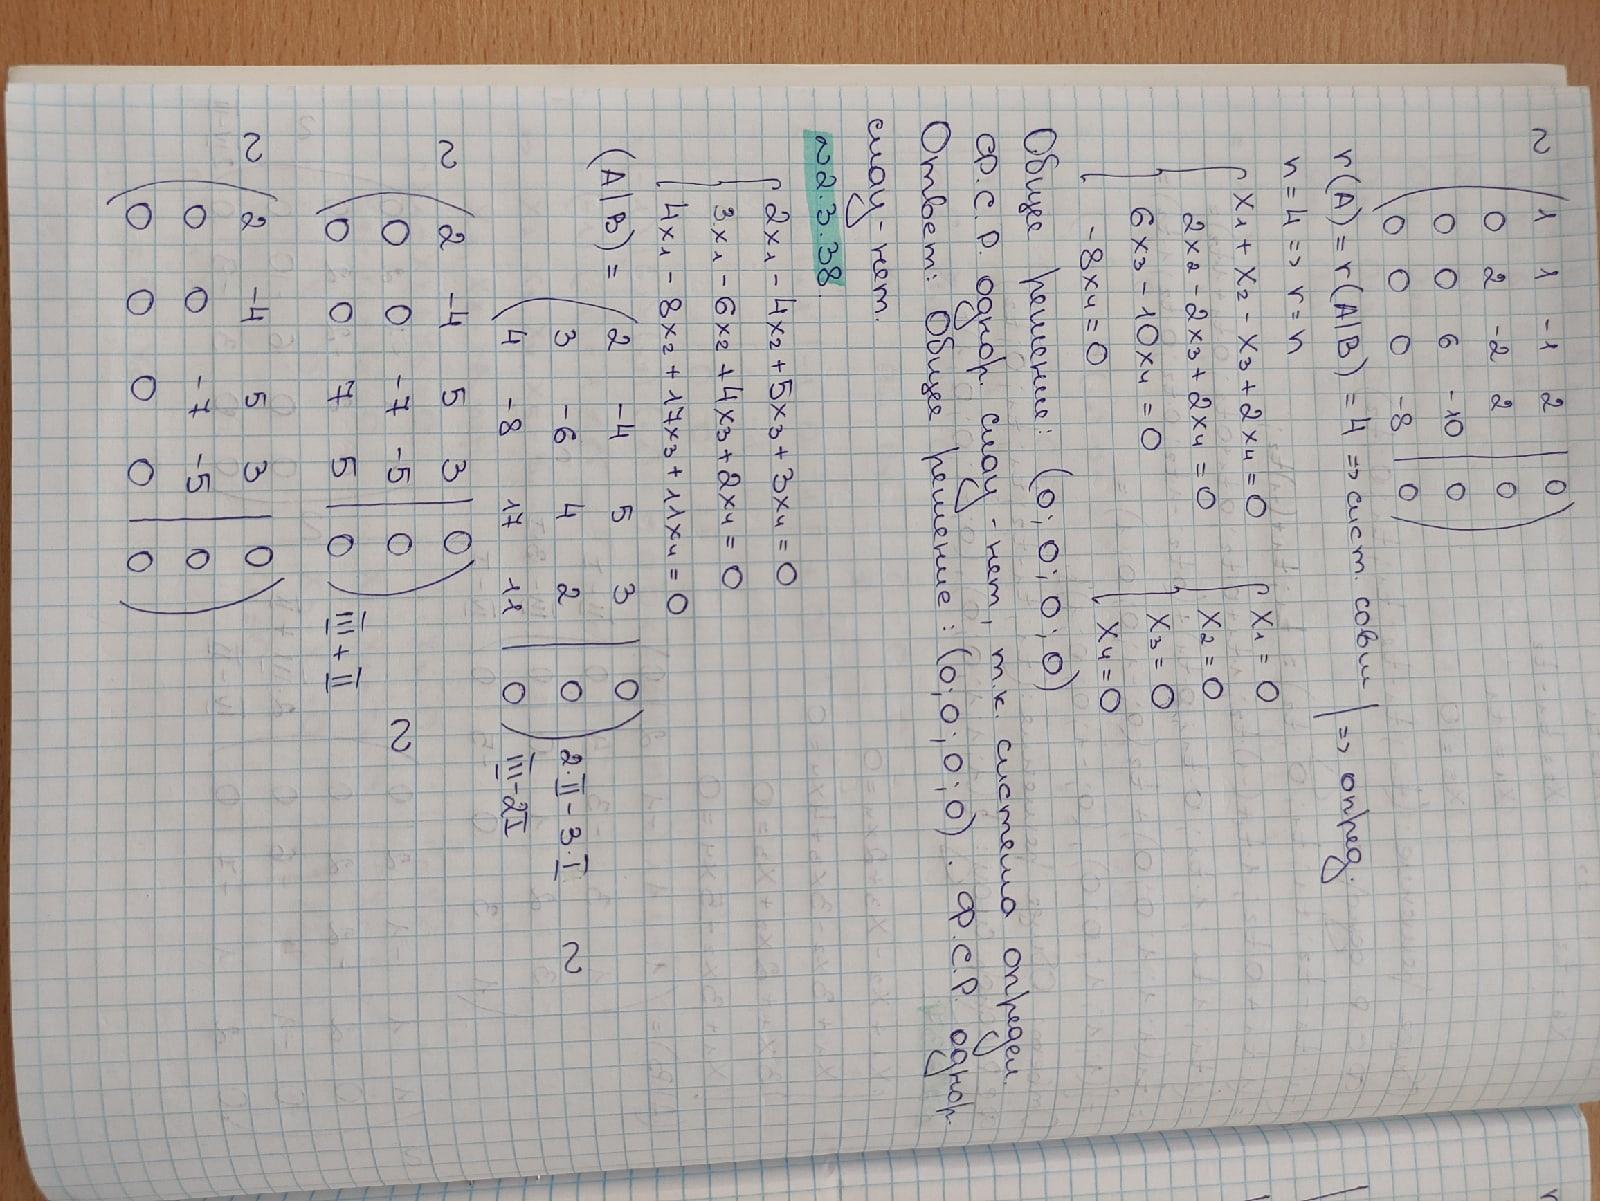 ~ ( 1 1 -1 2 | 0
0 2 -2 2 | 0
0 0 6 -10 | 0
0 0 0 -8 | 0 )
r(A) = r(A|B) = 4 => сист. совм | => опред.
n = 4 => r = n
{ x1 + x2 - x3 + 2x4 = 0 { x1 = 0
2x2 - 2x3 + 2x4 = 0 x2 = 0
6x3 - 10x4 = 0 x3 = 0
-8x4 = 0 x4 = 0
Общее решение: (0; 0; 0; 0)
Ф.С.Р. однор. слау - нет, т.к. система определ.
Ответ: Общее решение: (0; 0; 0; 0). Ф.С.Р. однор.
слау - нет.
~2.3.38.
{ 2x1 - 4x2 + 5x3 + 3x4 = 0
3x1 - 6x2 + 4x3 + 2x4 = 0
4x1 - 8x2 + 17x3 + 11x4 = 0
( 2 -4 5 3 | 0
3 -6 4 2 | 0 2·II - 3·I ~
(A|B) = 4 -8 17 11 | 0 ) III - 2I
~ ( 2 -4 5 3 | 0
0 0 -7 -5 | 0 ~
0 0 7 5 | 0 ) III + II
~ ( 2 -4 5 3 | 0
0 0 -7 -5 | 0
0 0 0 0 | 0 )